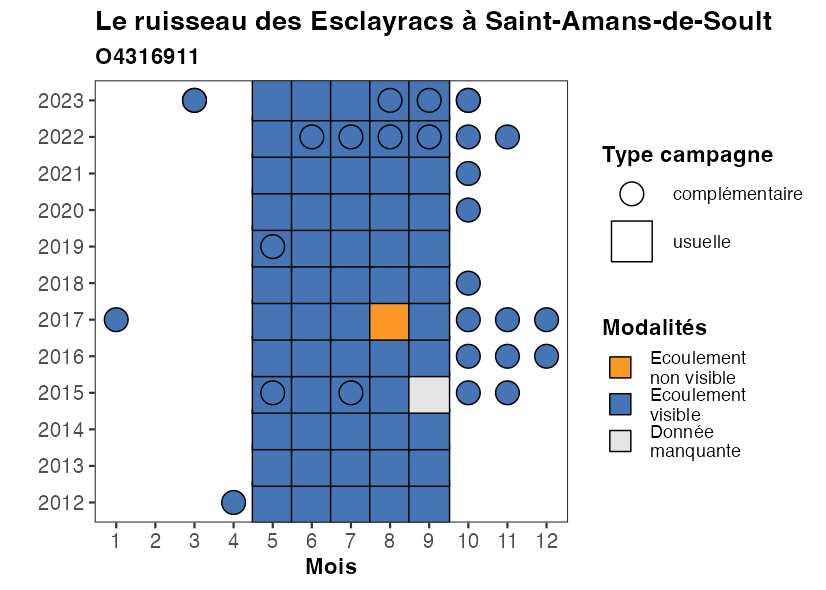 Le ruisseau des Esclayracs à Saint-Amans-de-Soult
O4316911
2023
2022
2021
2020
2019
2018
2017
2016
2015
2014
2013
2012
1 2 3 4 5 6 7 8 9 10 11 12
Mois
Type campagne
complémentaire
usuelle
Modalités
Ecoulement
non visible
Ecoulement
visible
Donnée
manquante